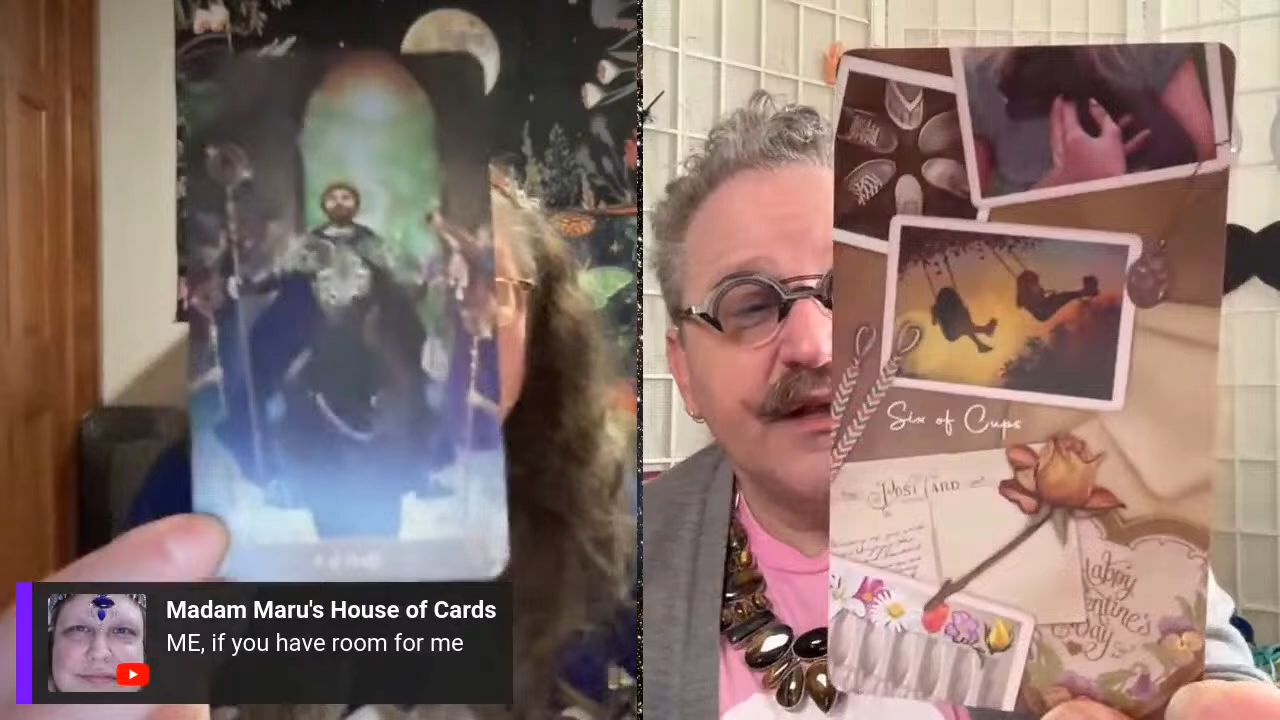 Six of Cups
POST CARD
Happy
entine's
Day
Madam Maru's House of Cards
ME, if you have room for me